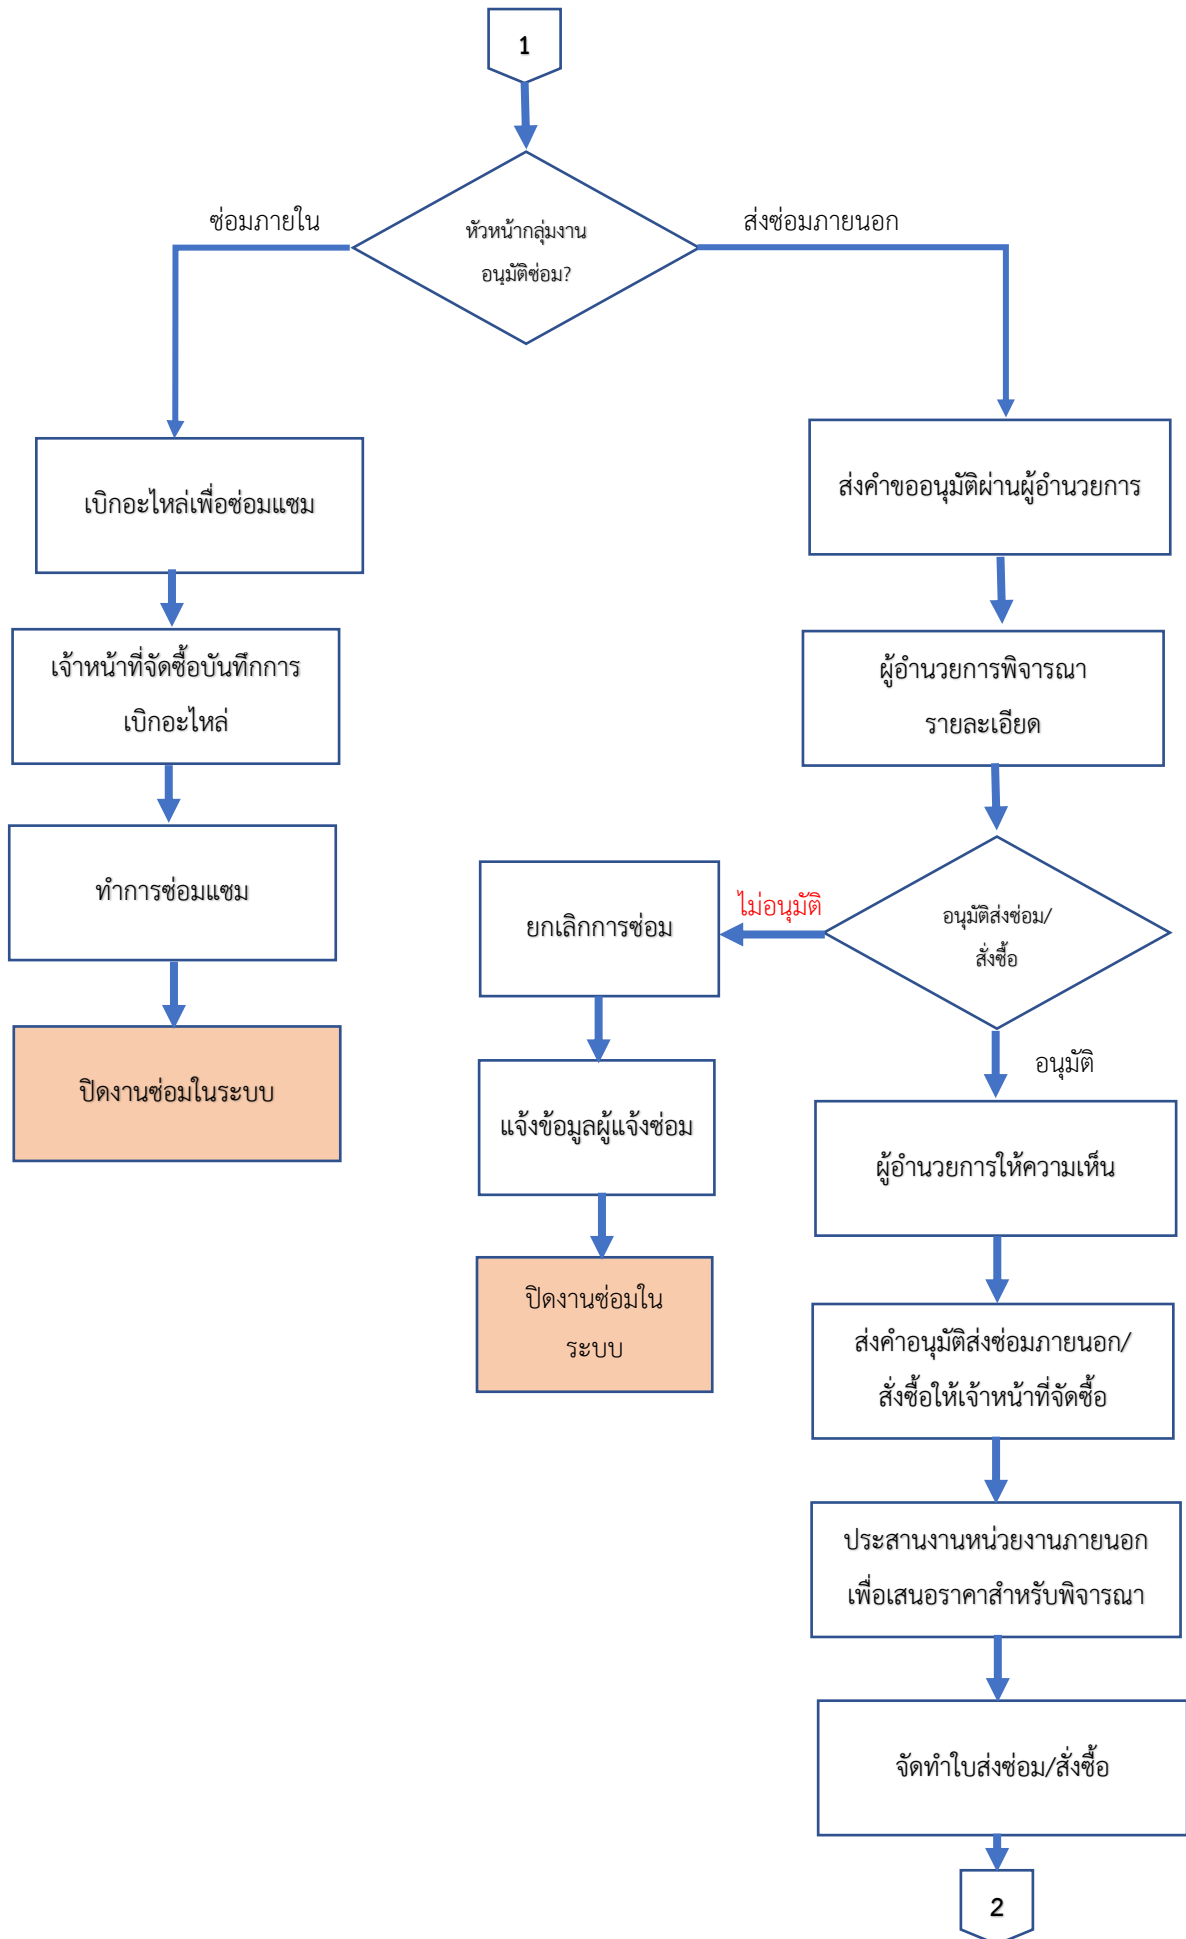 1
หัวหน้ากลุ่มงาน
อนุมัติซ่อม?
ซ่อมภายใน
ส่งซ่อมภายนอก
เบิกอะไหล่เพื่อซ่อมแซม
เจ้าหน้าที่จัดซื้อบันทึกการ
เบิกอะไหล่
ทำการซ่อมแซม
ปิดงานซ่อมในระบบ
ส่งคำขออนุมัติผ่านผู้อำนวยการ
ผู้อำนวยการพิจารณา
รายละเอียด
อนุมัติส่งซ่อม/
สั่งซื้อ
ไม่อนุมัติ
ยกเลิกการซ่อม
แจ้งข้อมูลผู้แจ้งซ่อม
ปิดงานซ่อมใน
ระบบ
อนุมัติ
ผู้อำนวยการให้ความเห็น
ส่งคำอนุมัติส่งซ่อมภายนอก/
สั่งซื้อให้เจ้าหน้าที่จัดซื้อ
ประสานงานหน่วยงานภายนอก
เพื่อเสนอราคาสำหรับพิจารณา
จัดทำใบส่งซ่อม/สั่งซื้อ
2